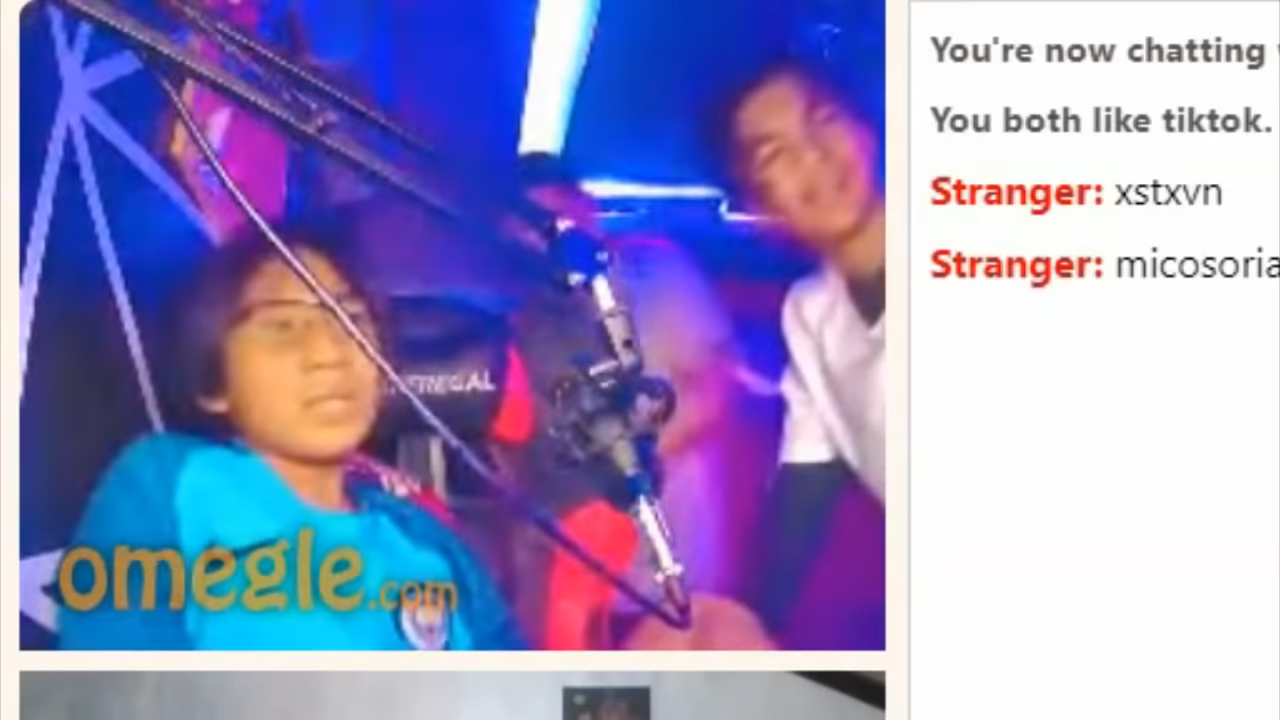 You're now chatting
You both like tiktok.
Stranger: xstxvn
Stranger: micosoria
omegle.com